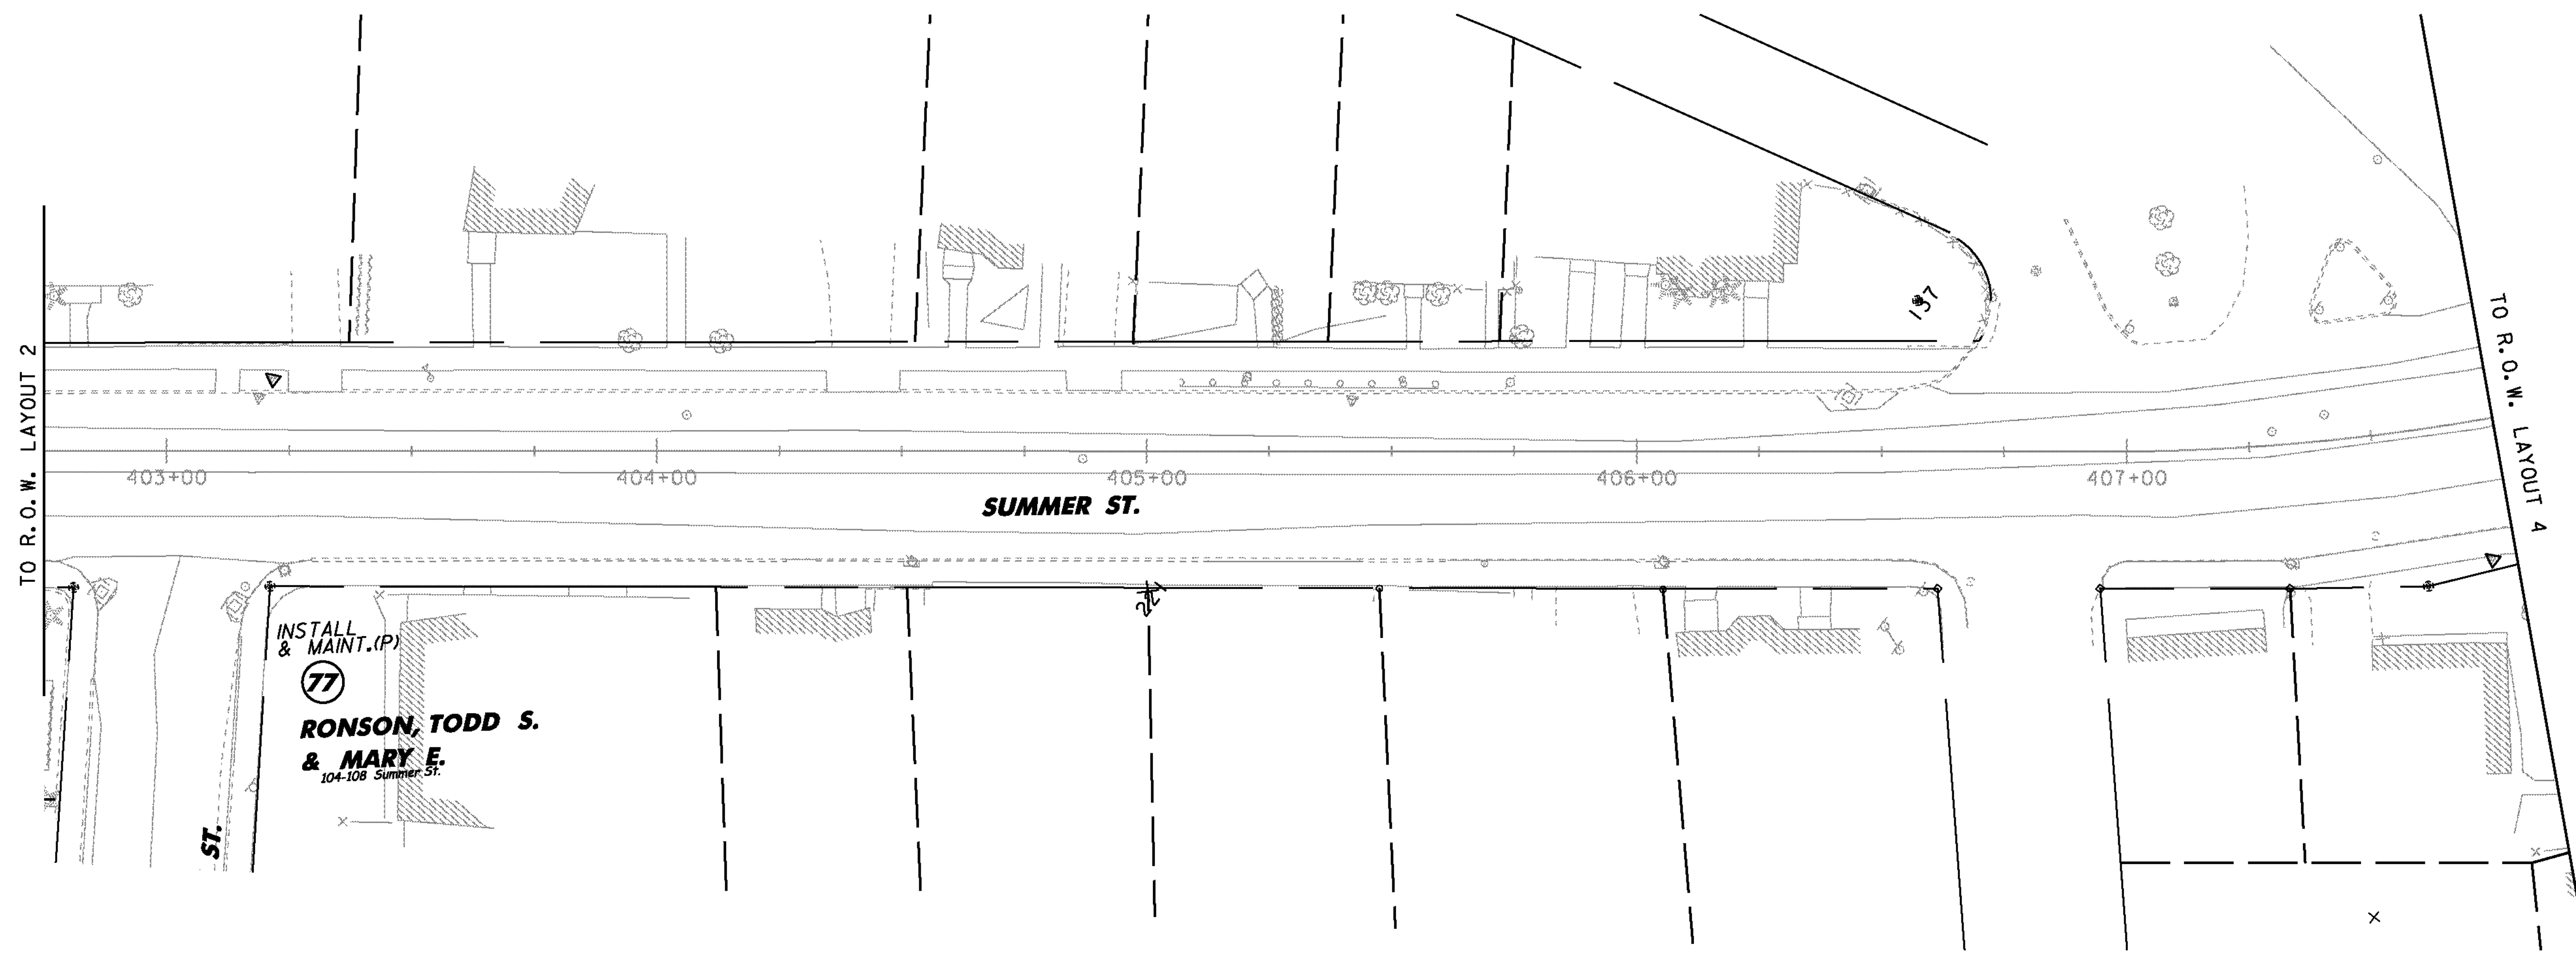 TO R.O.W. LAYOUT 2
TO R.O.W. LAYOUT 4
137
403+00
404+00
405+00
406+00
407+00
SUMMER ST.
INSTALL
& MAINT.(P)
77
RONSON, TODD S.
& MARY E.
104-108 Summer St.
ST.